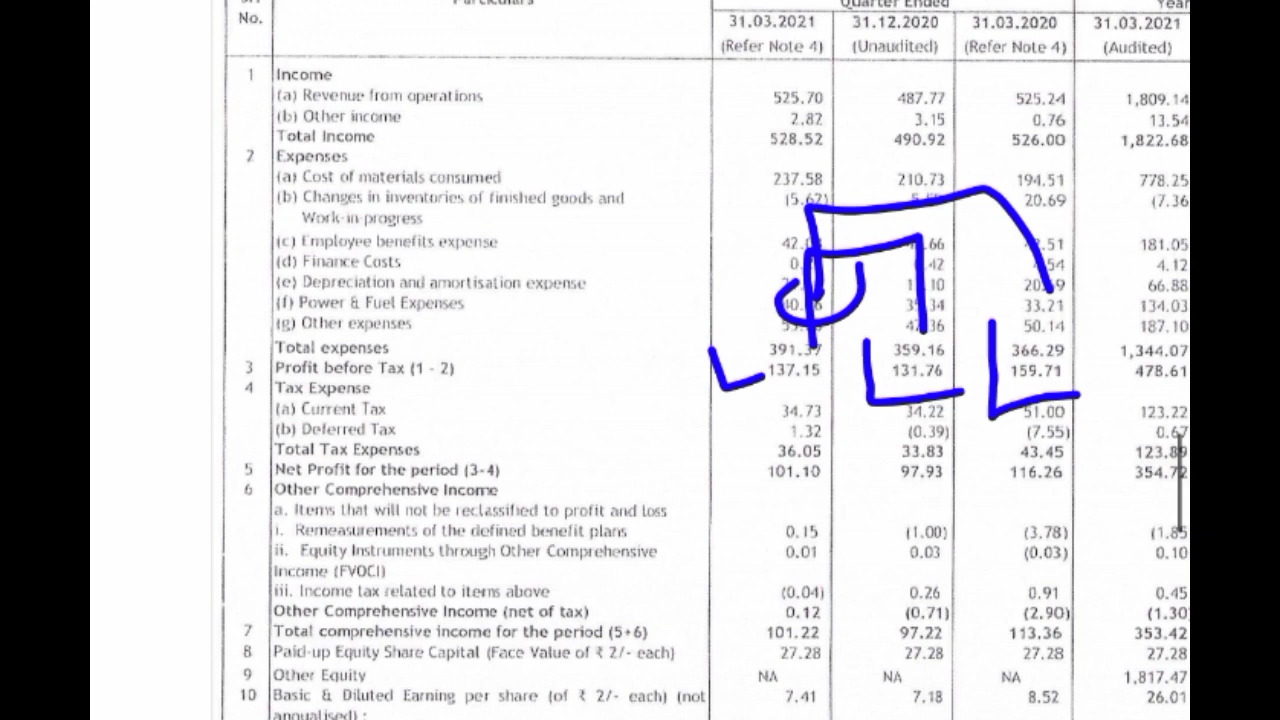 No. Particulars Quarter Ended Year
31.03.2021 31.12.2020 31.03.2020 31.03.2021
(Refer Note 4) (Unaudited) (Refer Note 4) (Audited)
1 Income
(a) Revenue from operations 525.70 487.77 525.24 1,809.14
(b) Other income 2.82 3.15 0.76 13.54
Total Income 528.52 490.92 526.00 1,822.68
2 Expenses
(a) Cost of materials consumed 237.58 210.73 194.51 778.25
(b) Changes in inventories of finished goods and (5.62) 20.69 (7.36
Work-in-progress
(c) Employee benefits expense 181.05
(d) Finance Costs 4.12
(e) Depreciation and amortisation expense 66.88
(f) Power & Fuel Expenses 33.21 134.03
(g) Other expenses 50.14 187.10
Total expenses 391.37 359.16 366.29 1,344.07
3 Profit before Tax (1 - 2) 137.15 131.76 159.71 478.61
4 Tax Expense
(a) Current Tax 34.73 34.22 51.00 123.22
(b) Deferred Tax 1.32 (0.39) (7.55) 0.67
Total Tax Expenses 36.05 33.83 43.45 123.89
5 Net Profit for the period (3-4) 101.10 97.93 116.26 354.72
6 Other Comprehensive Income
a. Items that will not be reclassified to profit and loss
i. Remeasurements of the defined benefit plans 0.15 (1.00) (3.78) (1.85
ii. Equity Instruments through Other Comprehensive 0.01 0.03 (0.03) 0.10
Income (FVOCI)
iii. Income tax related to items above (0.04) 0.26 0.91 0.45
Other Comprehensive Income (net of tax) 0.12 (0.71) (2.90) (1.30
7 Total comprehensive income for the period (5+6) 101.22 97.22 113.36 353.42
8 Paid-up Equity Share Capital (Face Value of ₹ 2/- each) 27.28 27.28 27.28 27.28
9 Other Equity NA NA NA 1,817.47
10 Basic & Diluted Earning per share (of ₹ 2/- each) (not 7.41 7.18 8.52 26.01
annualised) :